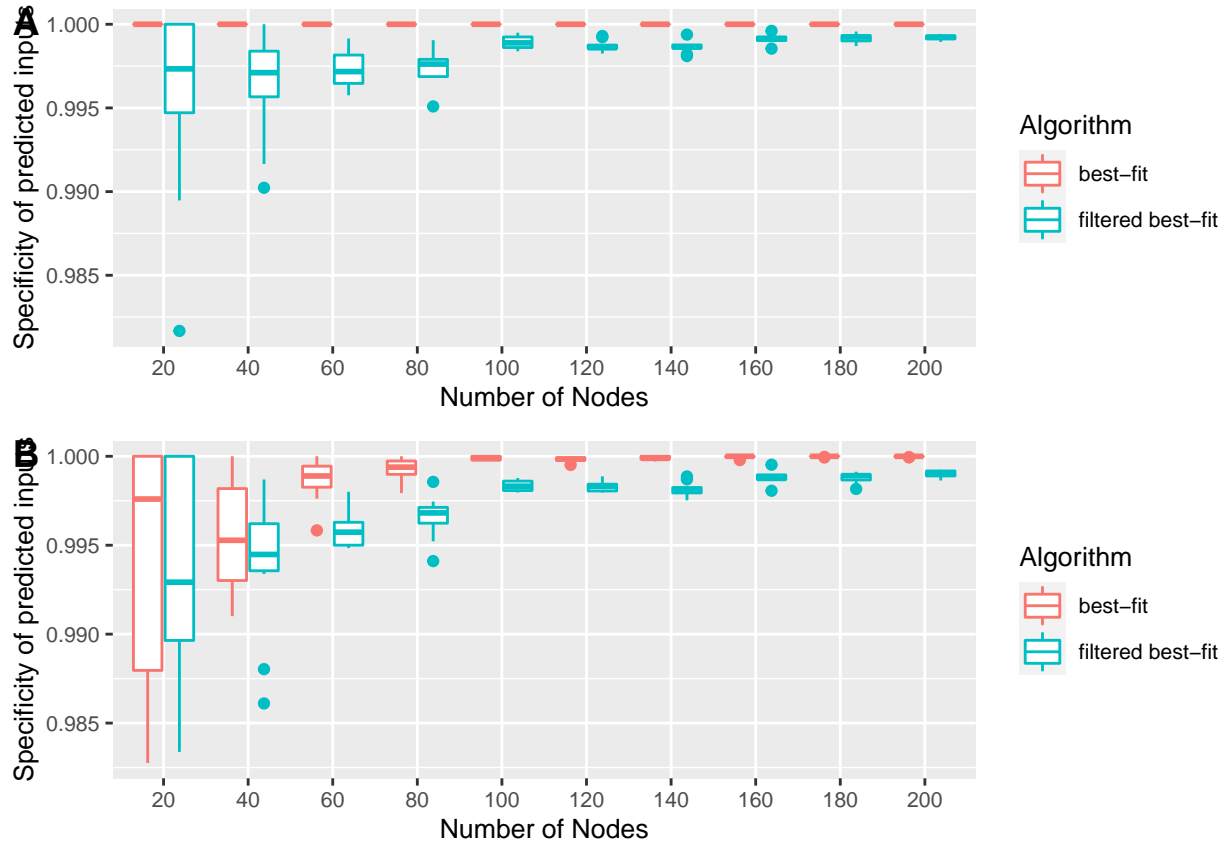 A
Specificity of predicted inputs
1.000
0.995
0.990
0.985
20 40 60 80 100 120 140 160 180 200
Number of Nodes
Algorithm
best−fit
filtered best−fit
B
Specificity of predicted inputs
1.000
0.995
0.990
0.985
20 40 60 80 100 120 140 160 180 200
Number of Nodes
Algorithm
best−fit
filtered best−fit